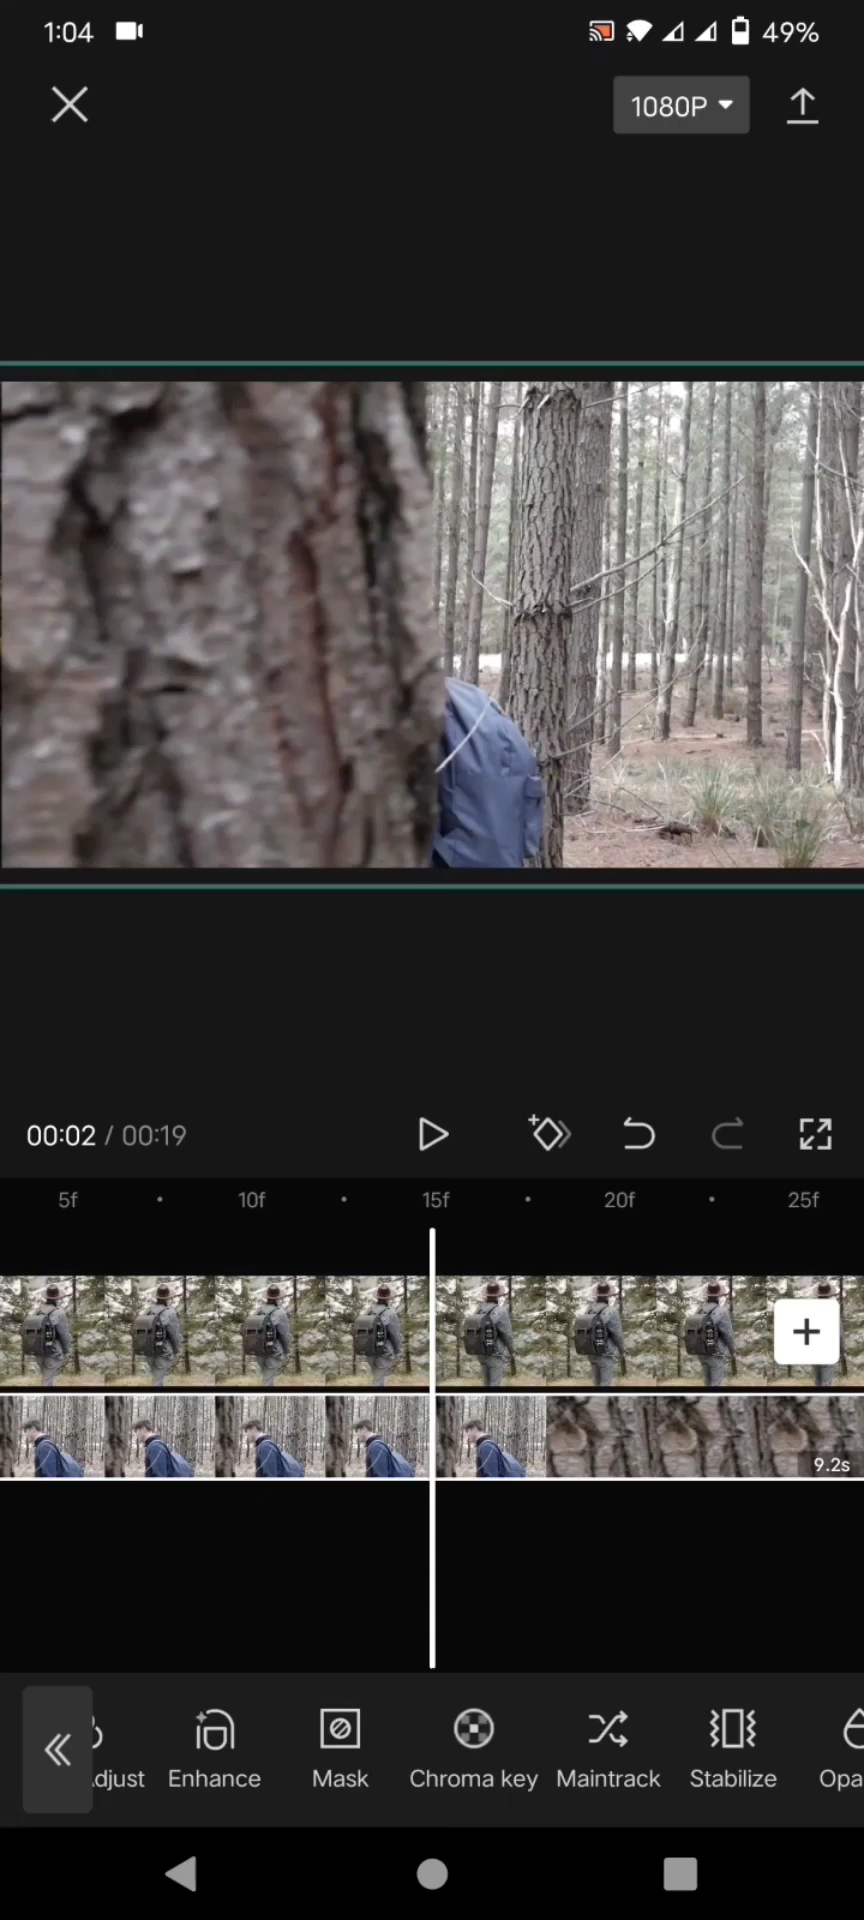 1:04 49%
1080P
00:02 / 00:19
5f 10f 15f 20f 25f
9.2s
djust Enhance Mask Chroma key Maintrack Stabilize Opa